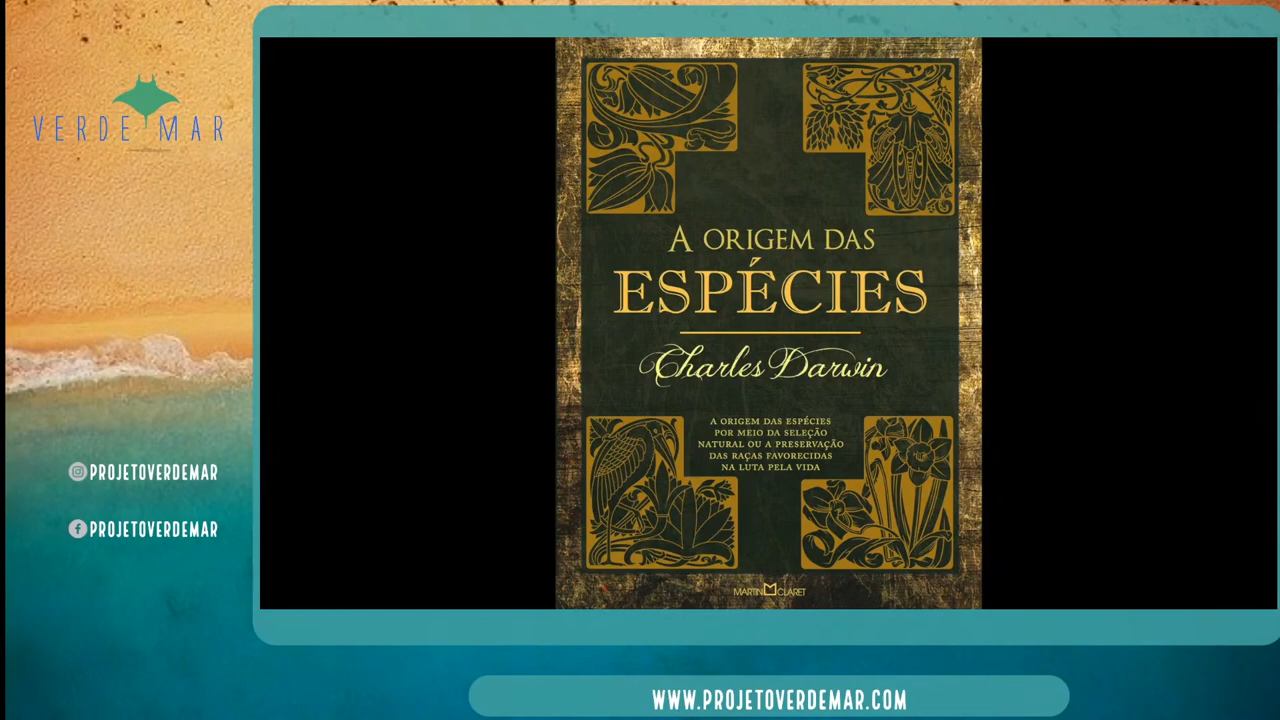 VERDE MAR
PROJETOVERDEMAR
PROJETOVERDEMAR
A ORIGEM DAS
ESPÉCIES
Charles Darwin
A ORIGEM DAS ESPÉCIES
POR MEIO DA SELEÇÃO
NATURAL OU A PRESERVAÇÃO
DAS RAÇAS FAVORECIDAS
NA LUTA PELA VIDA
MARTIN CLARET
WWW.PROJETOVERDEMAR.COM